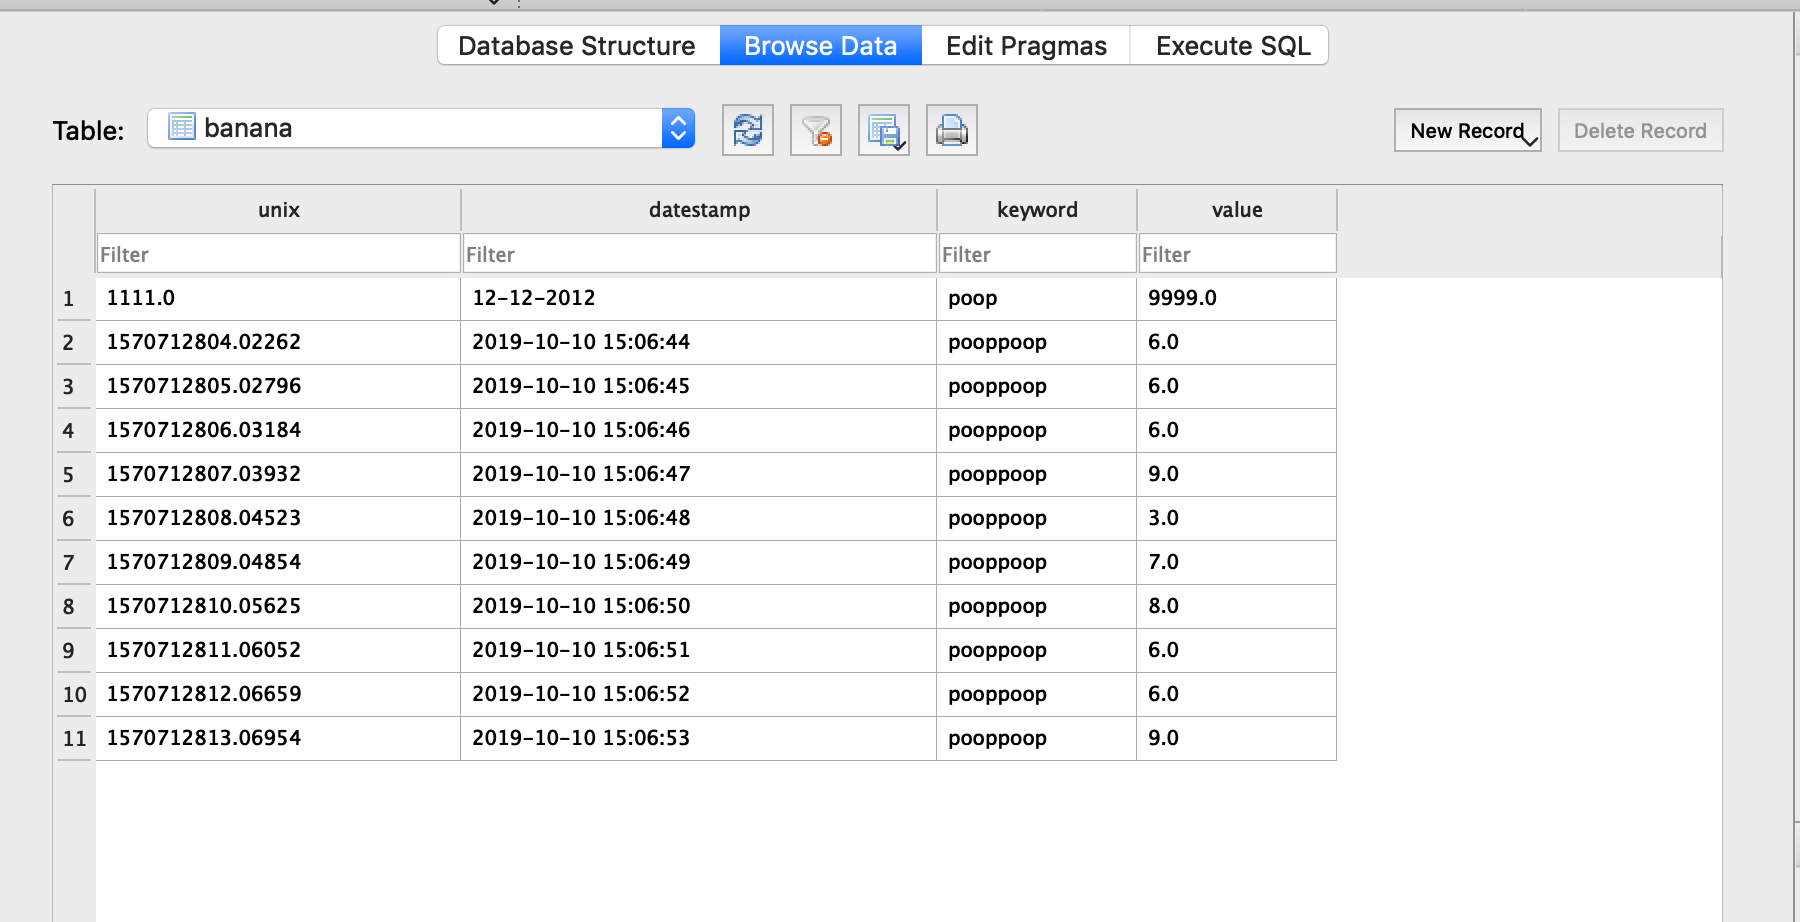 Database Structure Browse Data Edit Pragmas Execute SQL
Table: banana New Record Delete Record
unix datestamp keyword value
Filter Filter Filter Filter
1 1111.0 12-12-2012 poop 9999.0
2 1570712804.02262 2019-10-10 15:06:44 pooppoop 6.0
3 1570712805.02796 2019-10-10 15:06:45 pooppoop 6.0
4 1570712806.03184 2019-10-10 15:06:46 pooppoop 6.0
5 1570712807.03932 2019-10-10 15:06:47 pooppoop 9.0
6 1570712808.04523 2019-10-10 15:06:48 pooppoop 3.0
7 1570712809.04854 2019-10-10 15:06:49 pooppoop 7.0
8 1570712810.05625 2019-10-10 15:06:50 pooppoop 8.0
9 1570712811.06052 2019-10-10 15:06:51 pooppoop 6.0
10 1570712812.06659 2019-10-10 15:06:52 pooppoop 6.0
11 1570712813.06954 2019-10-10 15:06:53 pooppoop 9.0